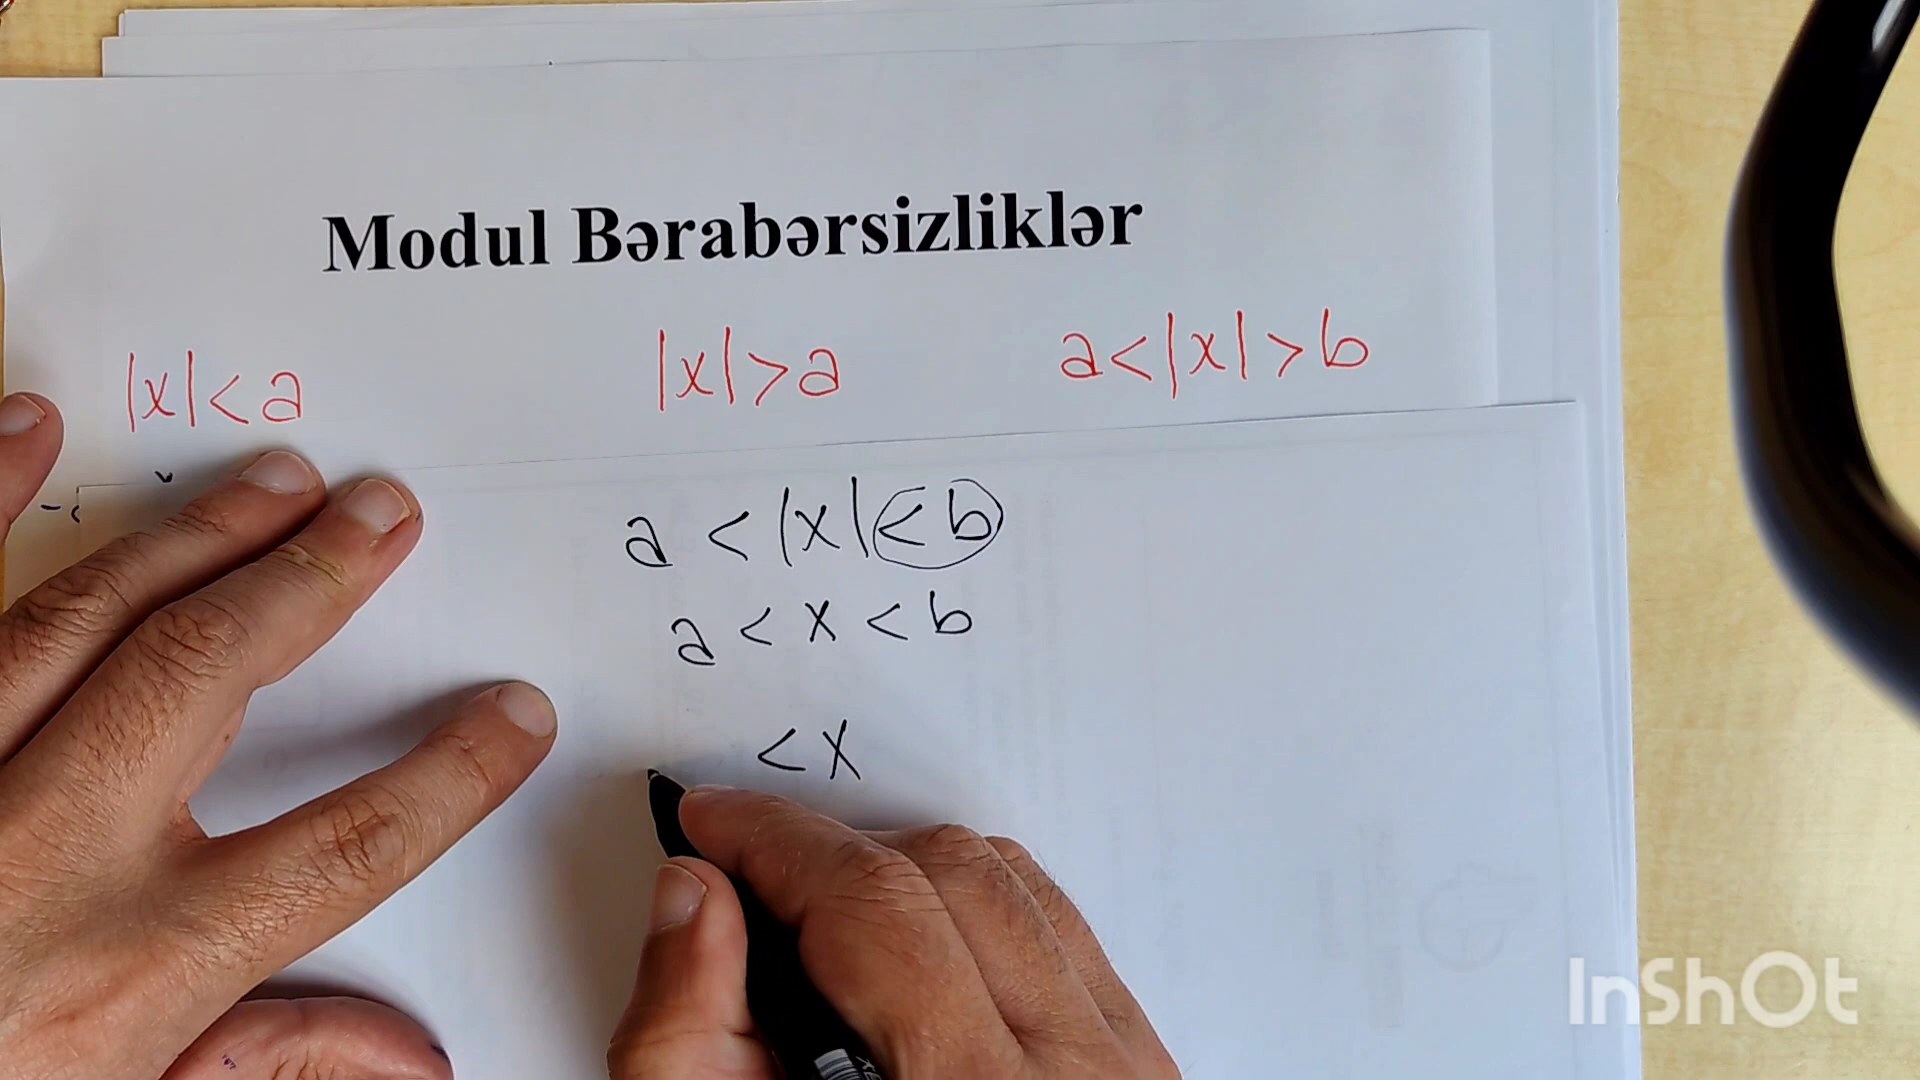 Modul Bərabərsizliklər
|x|<a |x|>a a<|x|>b
a < |x| < b
a < x < b
< x
InShOt